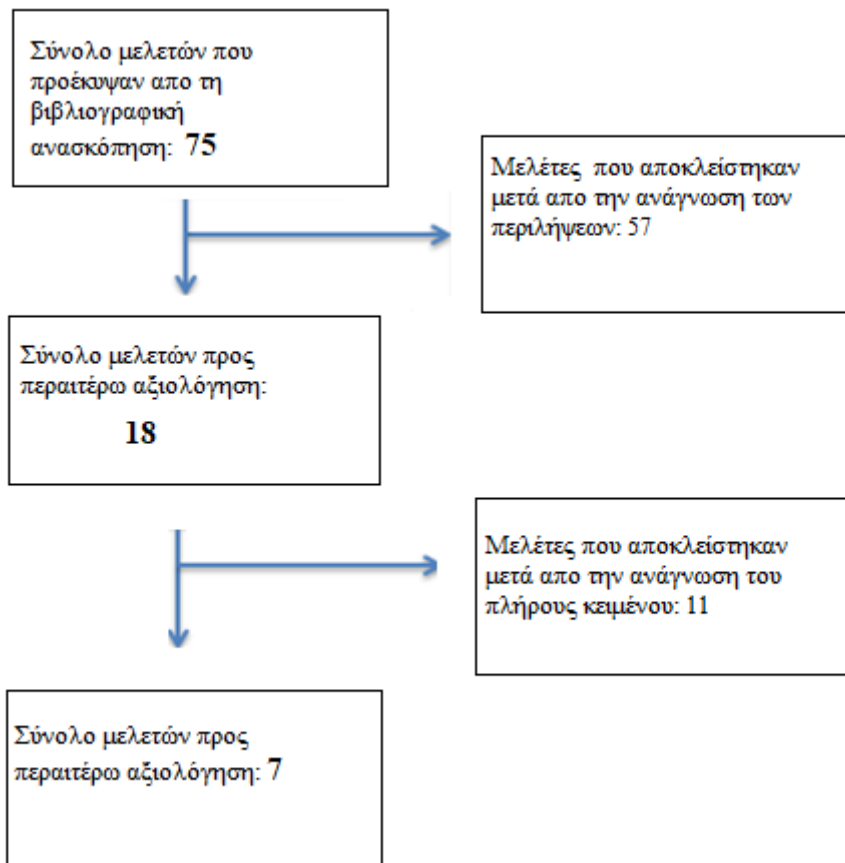 Σύνολο μελετών που
προέκυψαν απο τη
βιβλιογραφική
ανασκόπηση: 75
Μελέτες που αποκλείστηκαν
μετά απο την ανάγνωση των
περιλήψεων: 57
Σύνολο μελετών προς
περαιτέρω αξιολόγηση:
18
Μελέτες που αποκλείστηκαν
μετά απο την ανάγνωση του
πλήρους κειμένου: 11
Σύνολο μελετών προς
περαιτέρω αξιολόγηση: 7